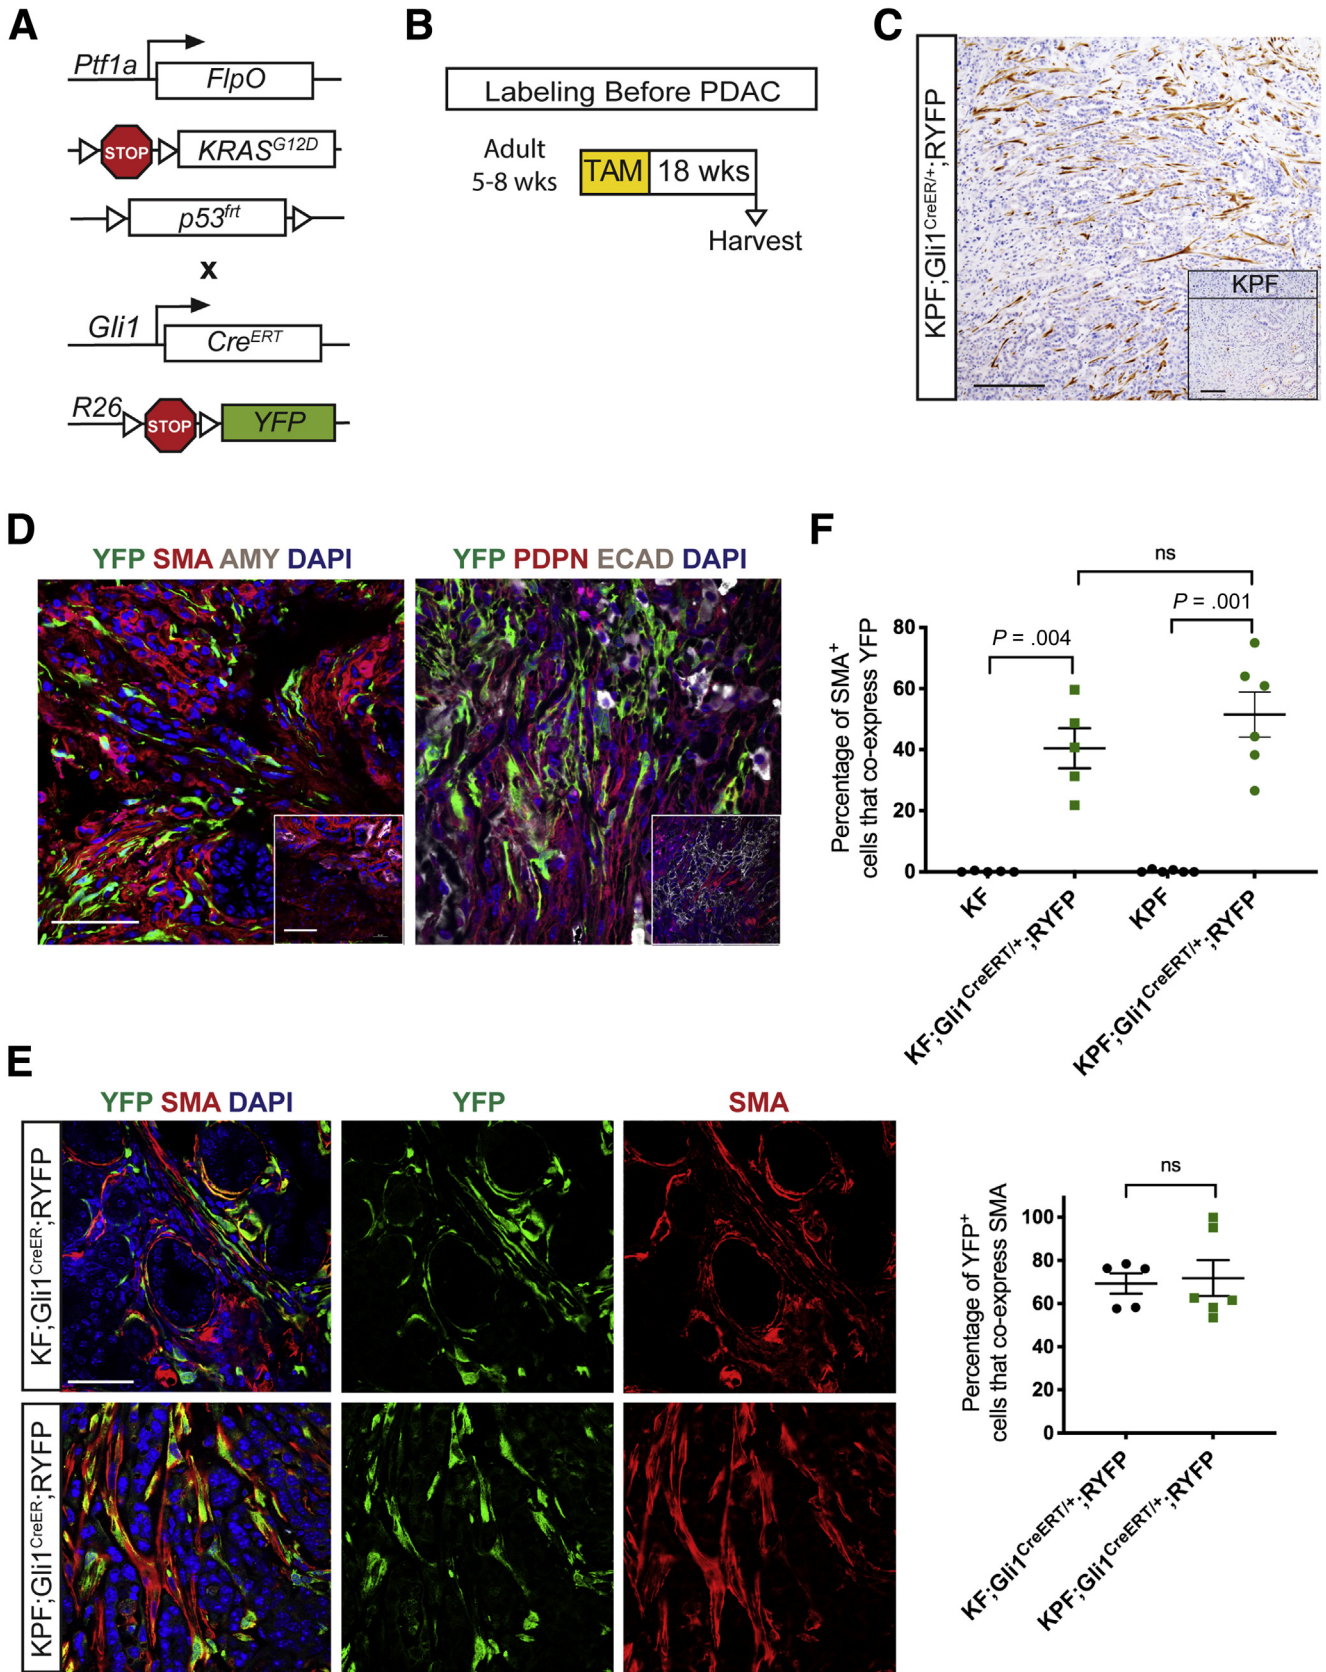 A
Ptf1a
FlpO
STOP
KRAS^G12D
p53^frt
x
Gli1
Cre^ERT
R26
STOP
YFP
B
Labeling Before PDAC
Adult
5-8 wks
TAM
18 wks
Harvest
C
KPF;Gli1^CreER/+;RYFP
KPF
D
YFP SMA AMY DAPI
YFP PDPN ECAD DAPI
E
YFP SMA DAPI
YFP
SMA
KF;Gli1^CreER;RYFP
KPF;Gli1^CreER;RYFP
F
Percentage of SMA+
cells that co-express YFP
80
60
40
20
0
P = .004
P = .001
ns
KF
KF;Gli1^CreERT/+;RYFP
KPF
KPF;Gli1^CreERT/+;RYFP
Percentage of YFP+
cells that co-express SMA
100
80
60
40
20
0
ns
KF;Gli1^CreERT/+;RYFP
KPF;Gli1^CreERT/+;RYFP